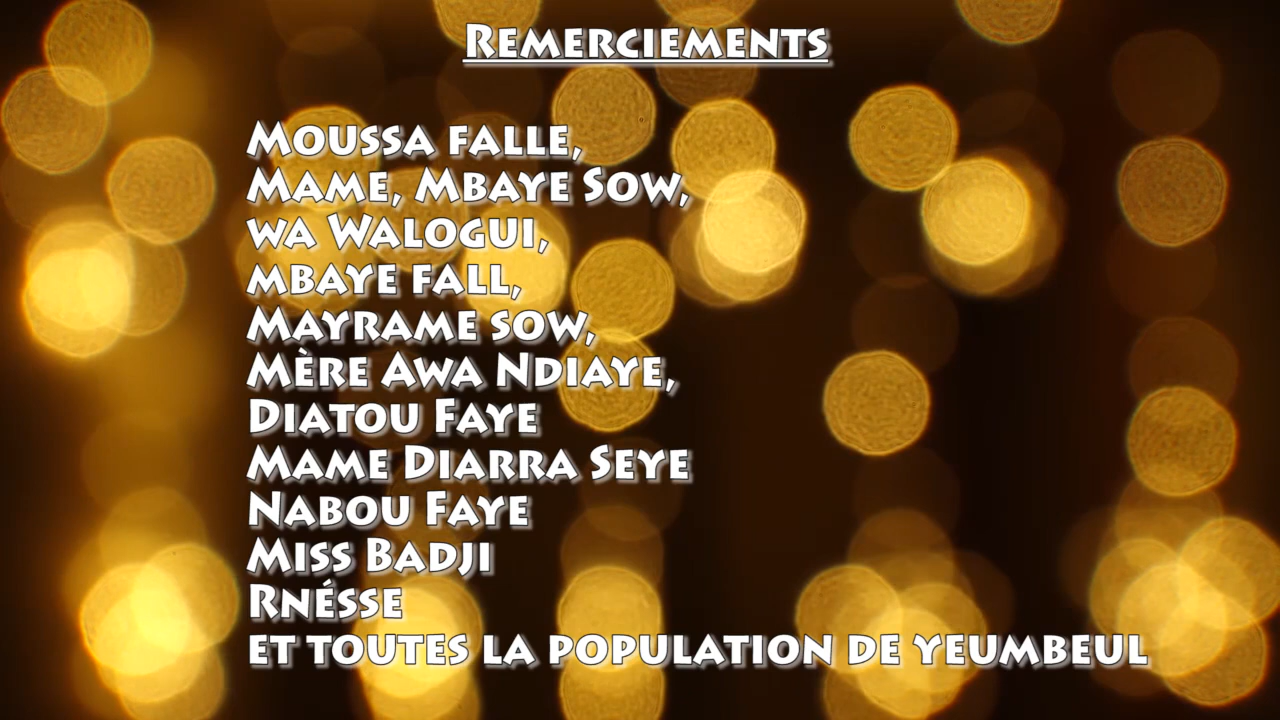 Remerciements
Moussa falle,
Mame, Mbaye Sow,
wa Walogui,
mbaye fall,
Mayrame sow,
Mère Awa Ndiaye,
Diatou Faye
Mame Diarra Seye
Nabou Faye
Miss Badji
Rnésse
et toutes la population de yeumbeul